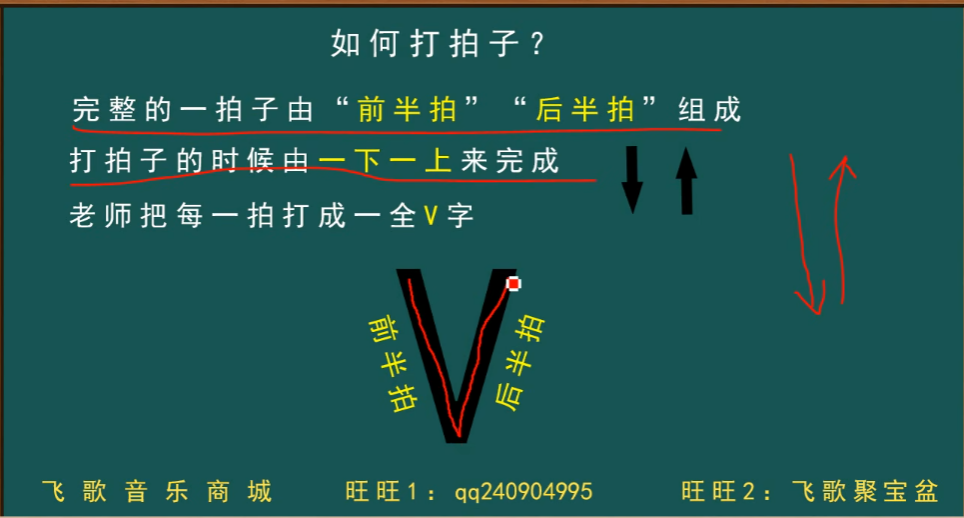 如何打拍子？
完整的一拍子由“前半拍”“后半拍”组成
打拍子的时候由一下一上来完成
老师把每一拍打成一全V字
前半拍
后半拍
飞歌音乐商城 旺旺1：qq240904995 旺旺2：飞歌聚宝盆